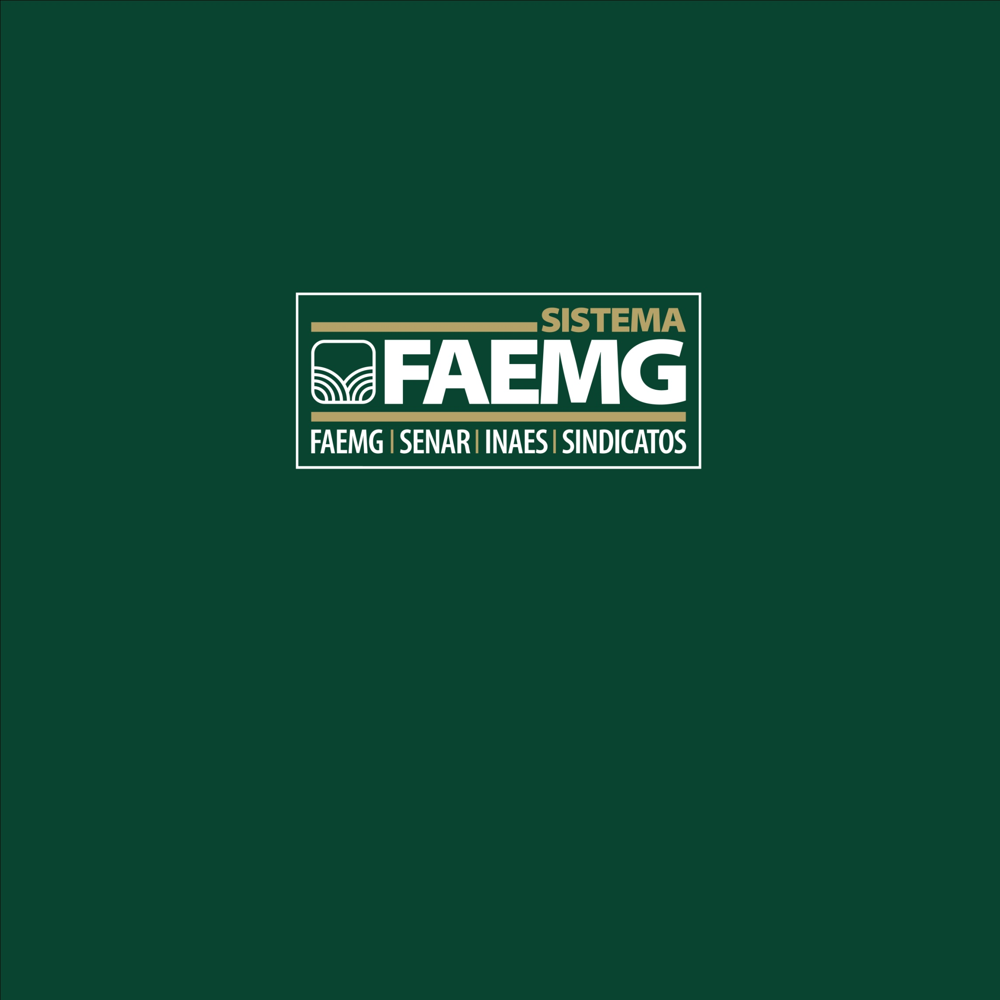 SISTEMA
FAEMG
FAEMG | SENAR | INAES | SINDICATOS